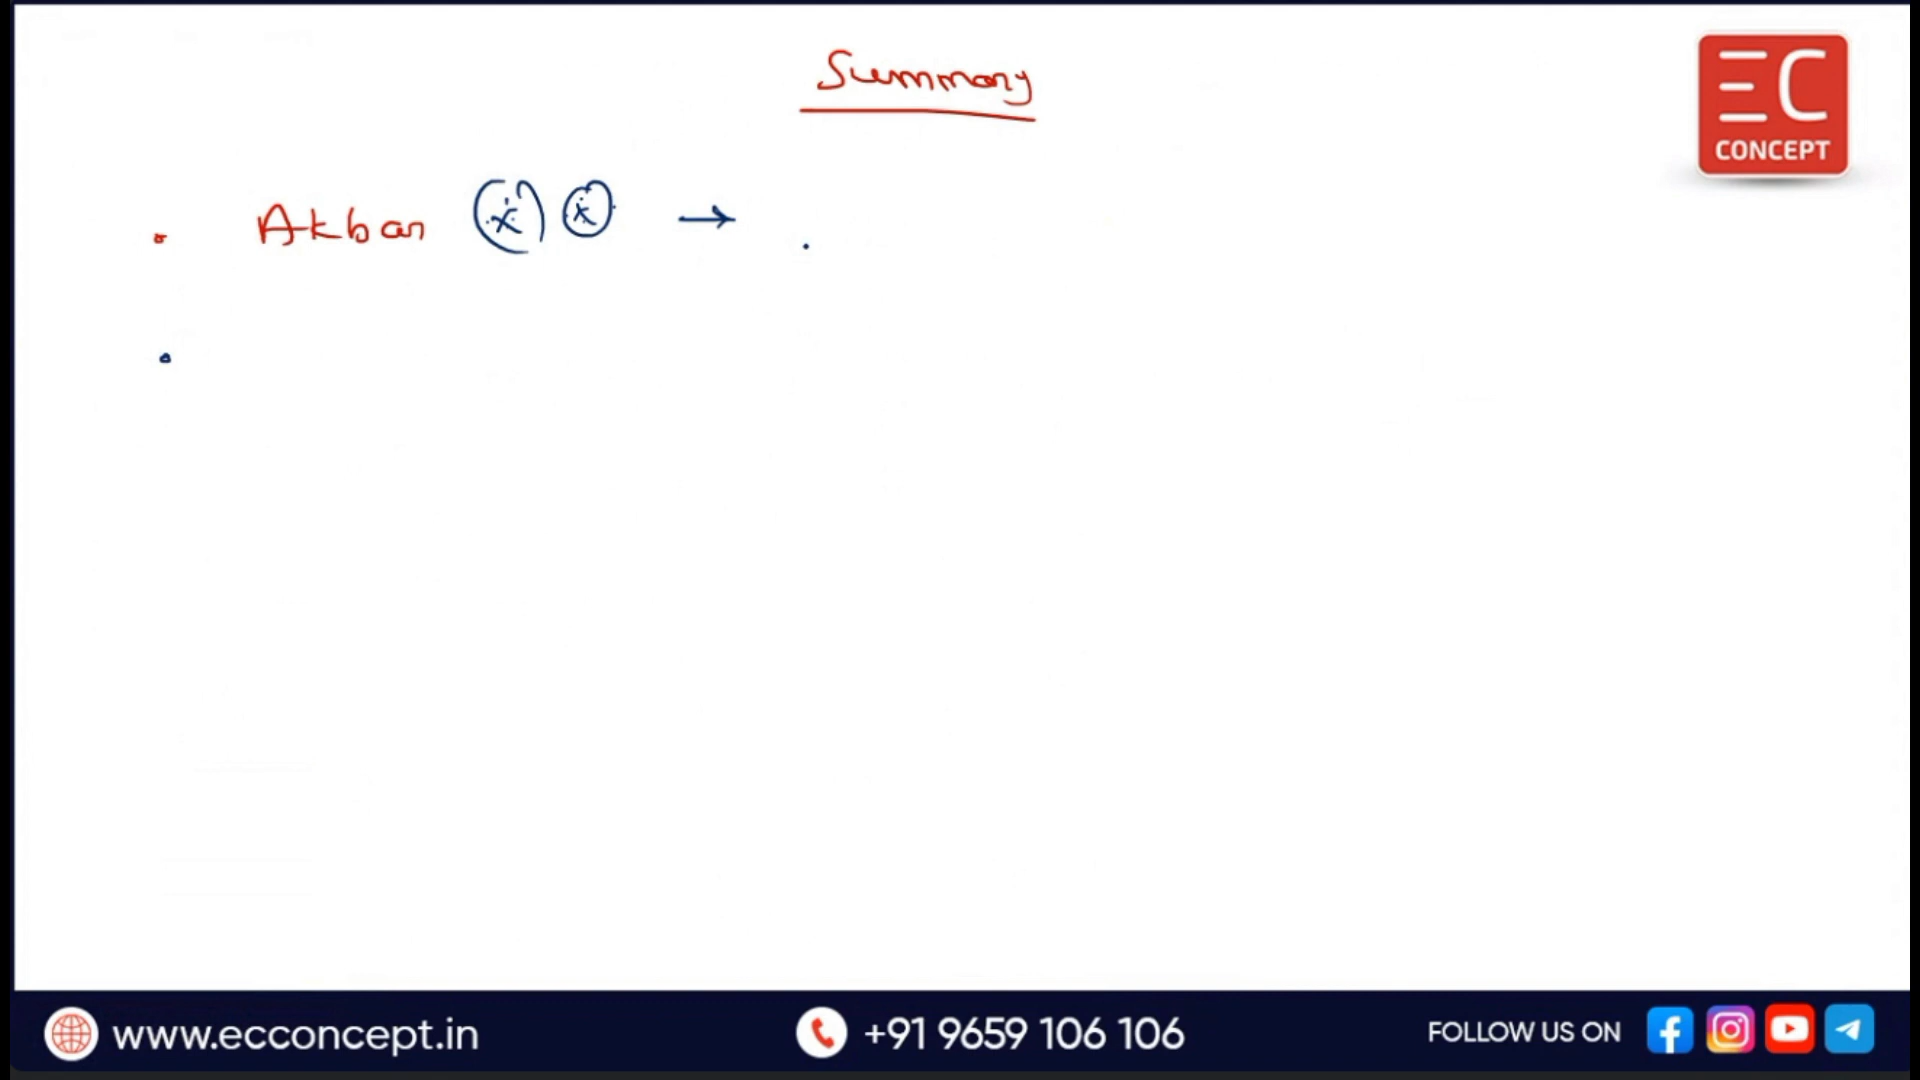 Summary
EC
CONCEPT
• Akbar (x) (x) →
•
www.ecconcept.in
+91 9659 106 106
FOLLOW US ON